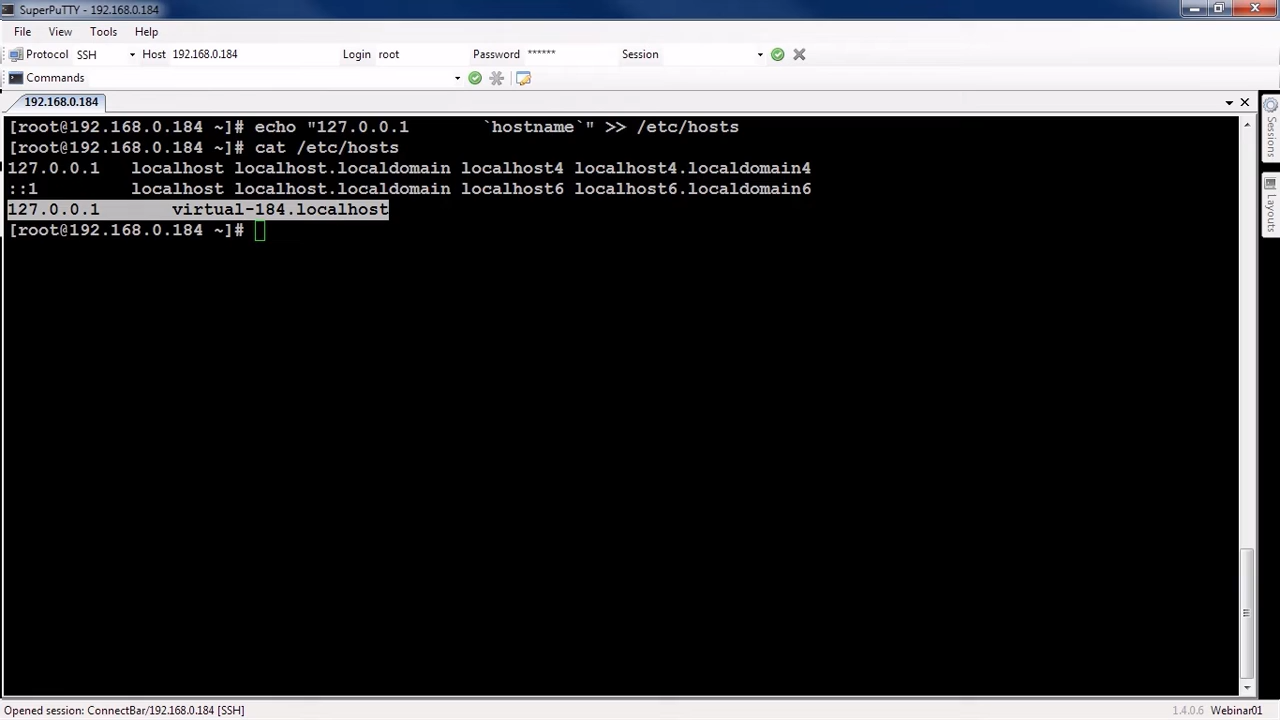 SuperPuTTY - 192.168.0.184
File View Tools Help
Protocol SSH Host 192.168.0.184 Login root Password ****** Session
Commands
192.168.0.184
[root@192.168.0.184 ~]# echo "127.0.0.1       `hostname`" >> /etc/hosts
[root@192.168.0.184 ~]# cat /etc/hosts
127.0.0.1   localhost localhost.localdomain localhost4 localhost4.localdomain4
::1         localhost localhost.localdomain localhost6 localhost6.localdomain6
127.0.0.1       virtual-184.localhost
[root@192.168.0.184 ~]#
Sessions
Layouts
Opened session: ConnectBar/192.168.0.184 [SSH] 1.4.0.6 Webinar01